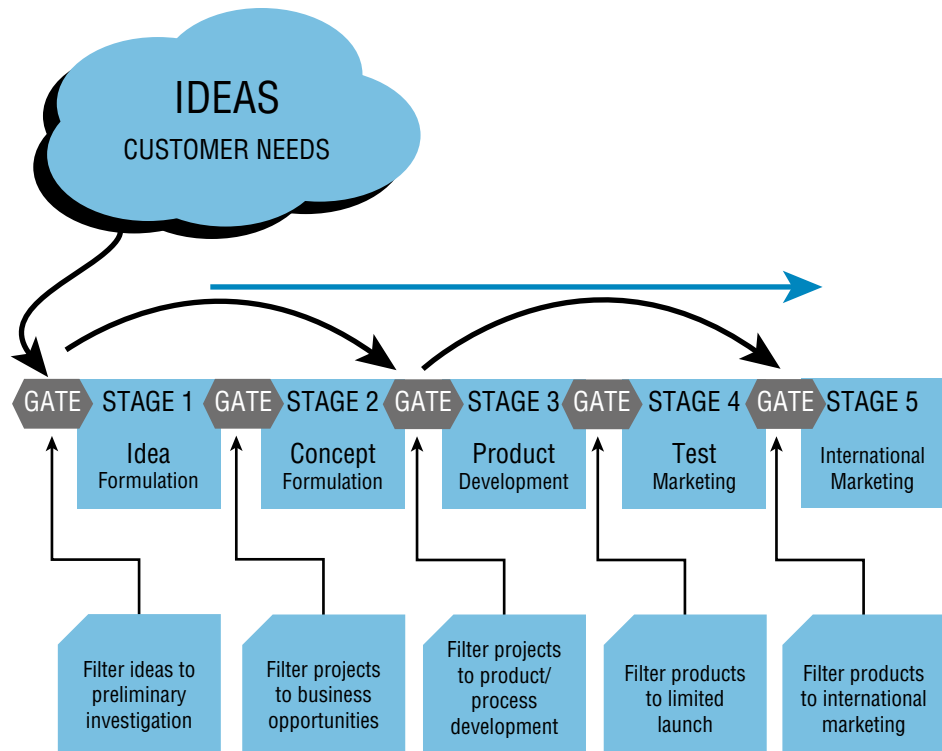 IDEAS
CUSTOMER NEEDS
GATE STAGE 1 GATE STAGE 2 GATE STAGE 3 GATE STAGE 4 GATE STAGE 5
Idea
Formulation
Concept
Formulation
Product
Development
Test
Marketing
International
Marketing
Filter ideas to
preliminary
investigation
Filter projects
to business
opportunities
Filter projects
to product/
process
development
Filter products
to limited
launch
Filter products
to international
marketing